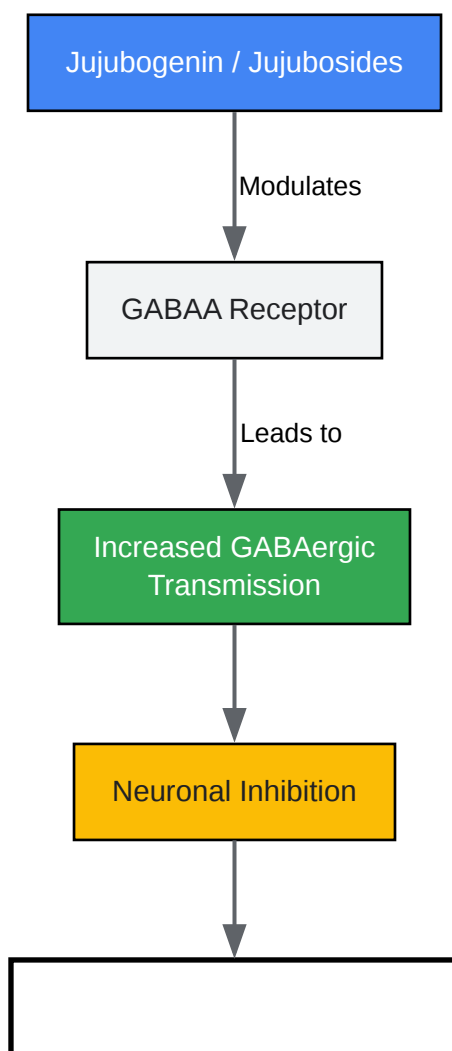 Jujubogenin / Jujubosides
Modulates
GABAA Receptor
Leads to
Increased GABAergic
Transmission
Neuronal Inhibition